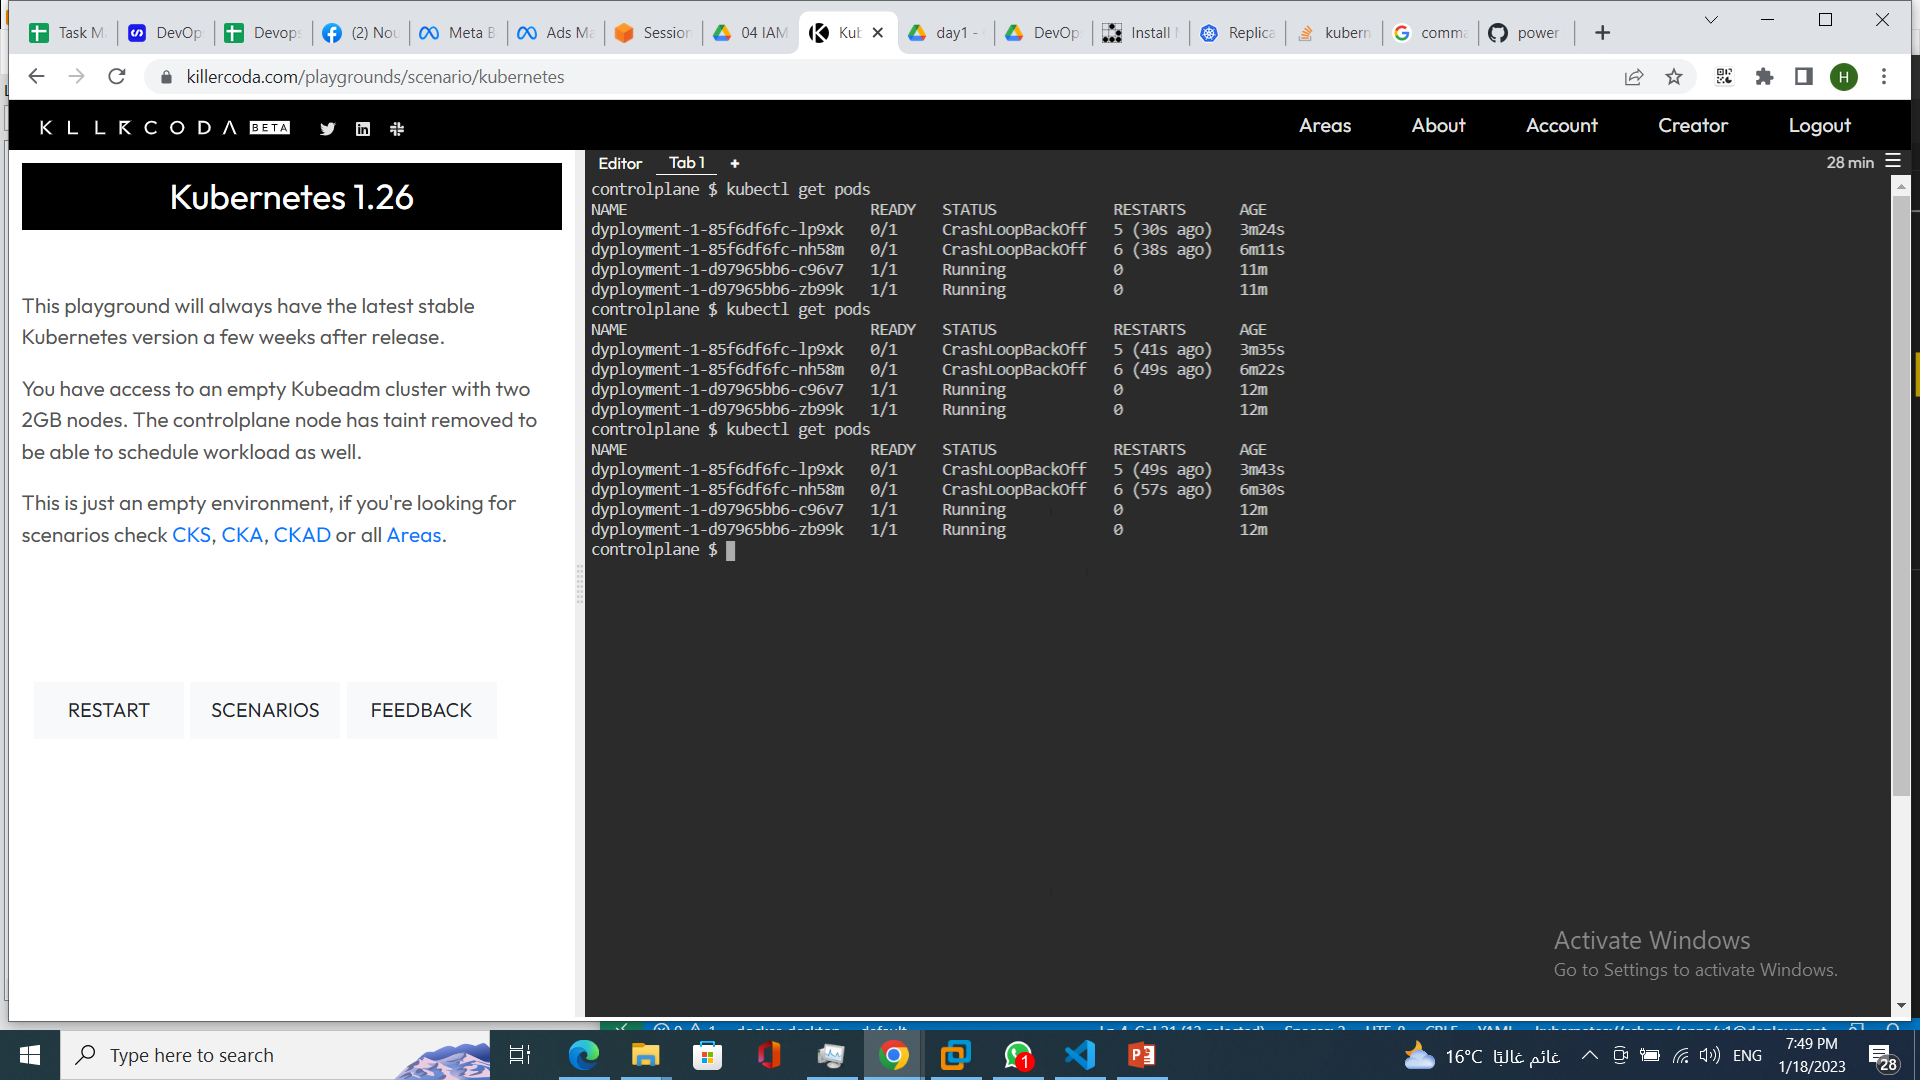 Task M
DevOp
Devops
(2) Nou
Meta B
Ads Ma
Session
04 IAM
Kub
day1 -
DevOp
Install
Replica
kubern
comma
power
killercoda.com/playgrounds/scenario/kubernetes
H
KLLRCODA BETA
Areas About Account Creator Logout
Kubernetes 1.26
This playground will always have the latest stable
Kubernetes version a few weeks after release.
You have access to an empty Kubeadm cluster with two
2GB nodes. The controlplane node has taint removed to
be able to schedule workload as well.
This is just an empty environment, if you're looking for
scenarios check CKS, CKA, CKAD or all Areas.
RESTART SCENARIOS FEEDBACK
Editor Tab 1 +
28 min
controlplane $ kubectl get pods
NAME READY STATUS RESTARTS AGE
dyployment-1-85f6df6fc-lp9xk 0/1 CrashLoopBackOff 5 (30s ago) 3m24s
dyployment-1-85f6df6fc-nh58m 0/1 CrashLoopBackOff 6 (38s ago) 6m11s
dyployment-1-d97965bb6-c96v7 1/1 Running 0 11m
dyployment-1-d97965bb6-zb99k 1/1 Running 0 11m
controlplane $ kubectl get pods
NAME READY STATUS RESTARTS AGE
dyployment-1-85f6df6fc-lp9xk 0/1 CrashLoopBackOff 5 (41s ago) 3m35s
dyployment-1-85f6df6fc-nh58m 0/1 CrashLoopBackOff 6 (49s ago) 6m22s
dyployment-1-d97965bb6-c96v7 1/1 Running 0 12m
dyployment-1-d97965bb6-zb99k 1/1 Running 0 12m
controlplane $ kubectl get pods
NAME READY STATUS RESTARTS AGE
dyployment-1-85f6df6fc-lp9xk 0/1 CrashLoopBackOff 5 (49s ago) 3m43s
dyployment-1-85f6df6fc-nh58m 0/1 CrashLoopBackOff 6 (57s ago) 6m30s
dyployment-1-d97965bb6-c96v7 1/1 Running 0 12m
dyployment-1-d97965bb6-zb99k 1/1 Running 0 12m
controlplane $
Activate Windows
Go to Settings to activate Windows.
Type here to search
1
16°C غائم غالبًا
ENG
7:49 PM
1/18/2023
28